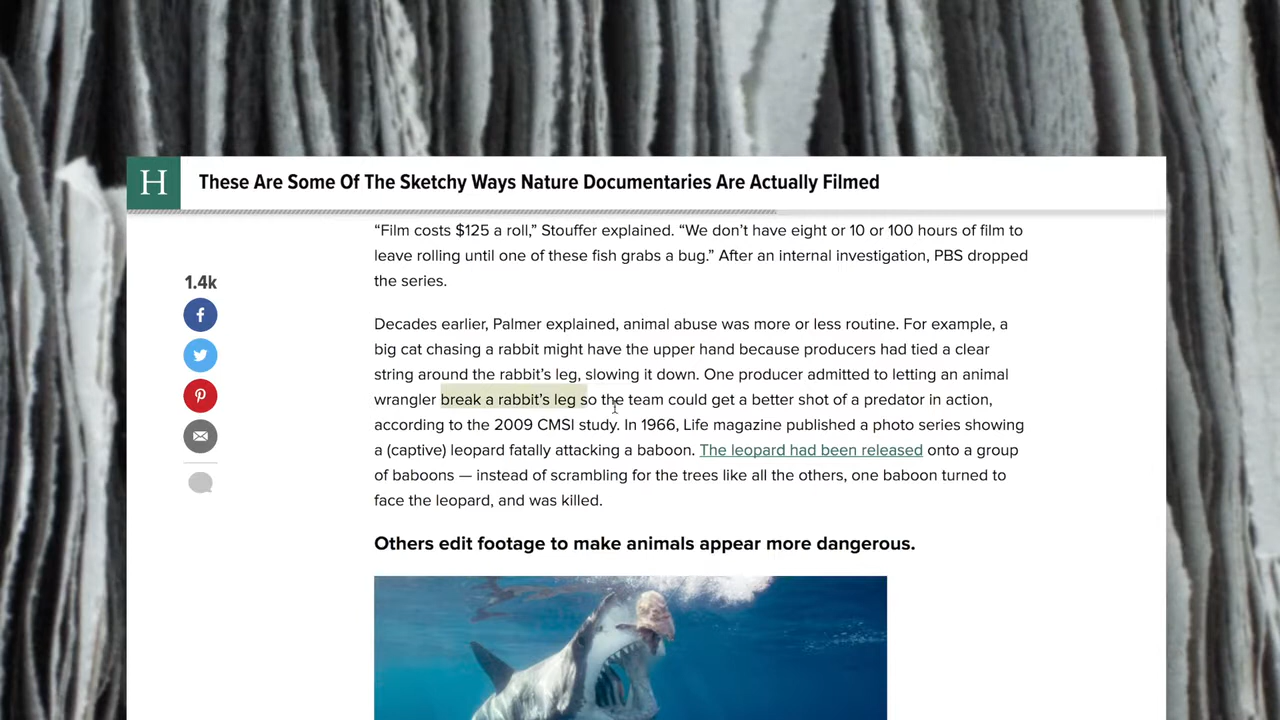 H
These Are Some Of The Sketchy Ways Nature Documentaries Are Actually Filmed
“Film costs $125 a roll,” Stouffer explained. “We don’t have eight or 10 or 100 hours of film to
leave rolling until one of these fish grabs a bug.” After an internal investigation, PBS dropped
the series.
1.4k
Decades earlier, Palmer explained, animal abuse was more or less routine. For example, a
big cat chasing a rabbit might have the upper hand because producers had tied a clear
string around the rabbit’s leg, slowing it down. One producer admitted to letting an animal
wrangler break a rabbit’s leg so the team could get a better shot of a predator in action,
according to the 2009 CMSI study. In 1966, Life magazine published a photo series showing
a (captive) leopard fatally attacking a baboon. The leopard had been released onto a group
of baboons — instead of scrambling for the trees like all the others, one baboon turned to
face the leopard, and was killed.
Others edit footage to make animals appear more dangerous.